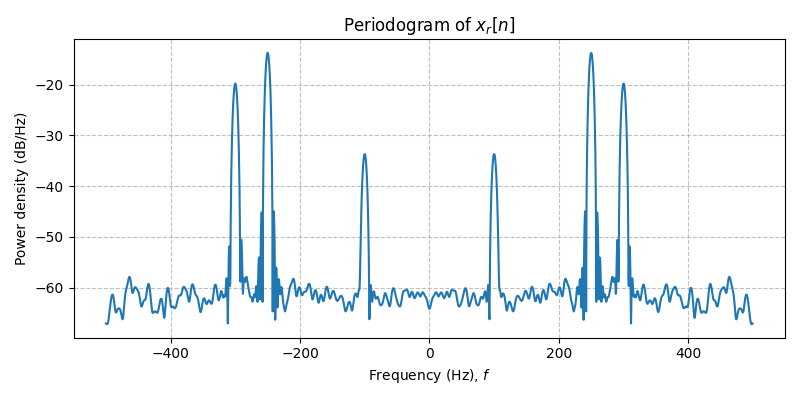 Periodogram of x_r[n]
Power density (dB/Hz)
−20
−30
−40
−50
−60
−400 −200 0 200 400
Frequency (Hz), f